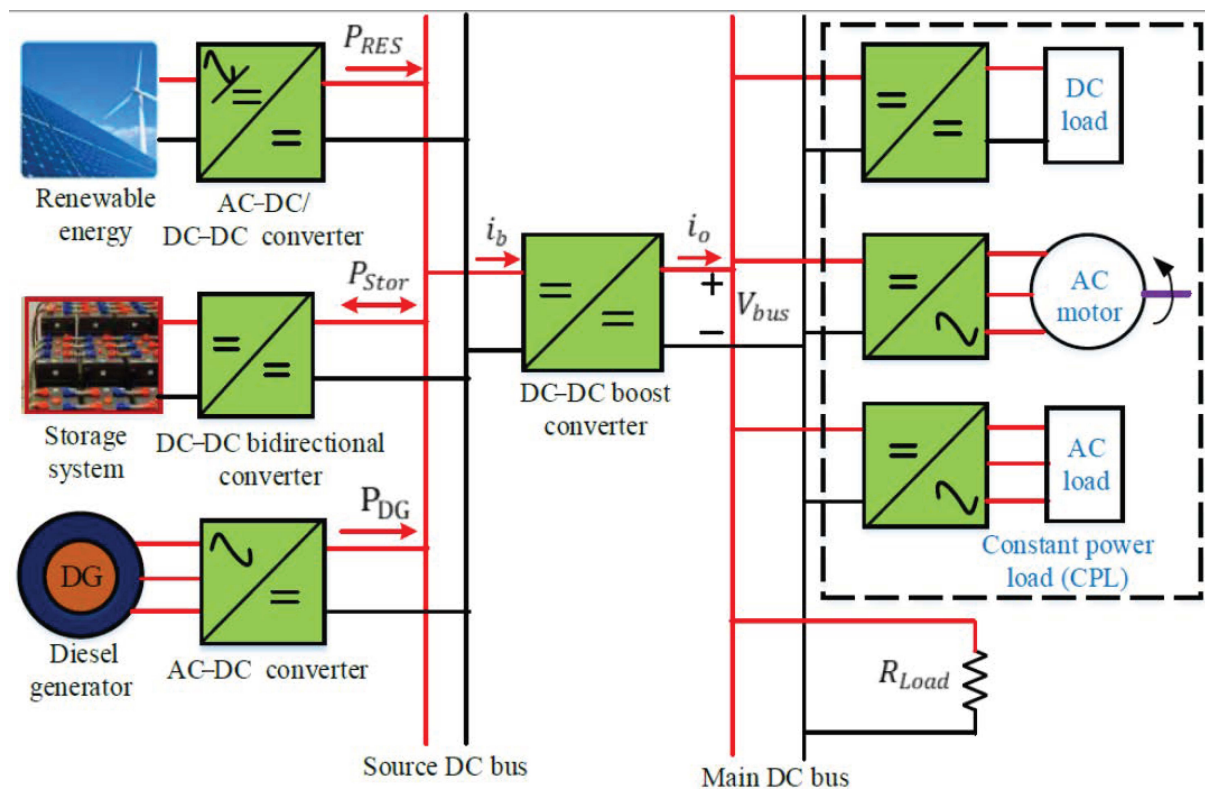 P_RES
Renewable
energy
AC–DC/
DC–DC converter
P_Stor
Storage
system
DC–DC bidirectional
converter
P_DG
DG
Diesel
generator
AC–DC converter
Source DC bus
i_b
DC–DC boost
converter
i_o
+
V_bus
−
Main DC bus
DC
load
AC
motor
AC
load
Constant power
load (CPL)
R_Load